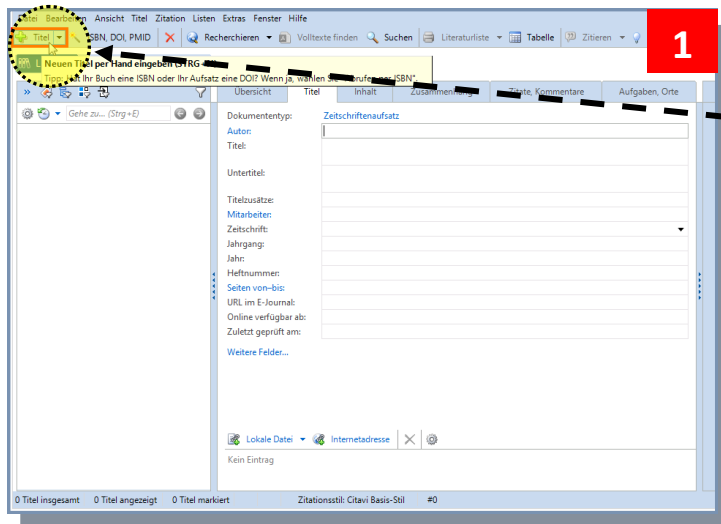 Datei Bearbeiten Ansicht Titel Zitation Listen Extras Fenster Hilfe
Titel ISBN, DOI, PMID Recherchieren Volltexte finden Suchen Literaturliste Tabelle Zitieren
1
Neuen Titel per Hand eingeben (STRG +
Tipp: Hat Ihr Buch eine ISBN oder Ihr Aufsatz eine DOI? Wenn ja, wählen Sie "Abrufen per ISBN".
Übersicht Titel Inhalt Zusammenhang Zitate, Kommentare Aufgaben, Orte
Gehe zu... (Strg+E)
Dokumententyp: Zeitschriftenaufsatz
Autor:
Titel:
Untertitel:
Titelzusätze:
Mitarbeiter:
Zeitschrift:
Jahrgang:
Jahr:
Heftnummer:
Seiten von–bis:
URL im E-Journal:
Online verfügbar ab:
Zuletzt geprüft am:
Weitere Felder...
Lokale Datei Internetadresse
Kein Eintrag
0 Titel insgesamt 0 Titel angezeigt 0 Titel markiert Zitationsstil: Citavi Basis-Stil #0